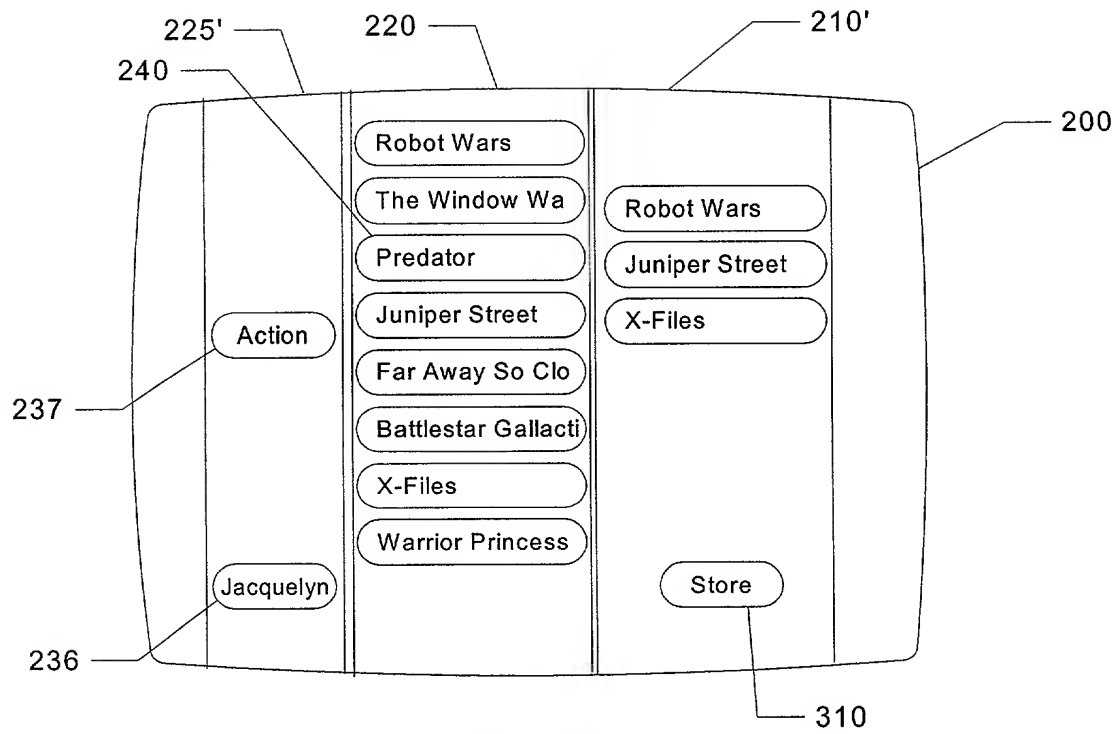 225'
220
210'
240
200
Robot Wars
The Window Wa
Robot Wars
Predator
Juniper Street
Juniper Street
X-Files
Action
Far Away So Clo
237
Battlestar Gallacti
X-Files
Warrior Princess
Jacquelyn
Store
236
310